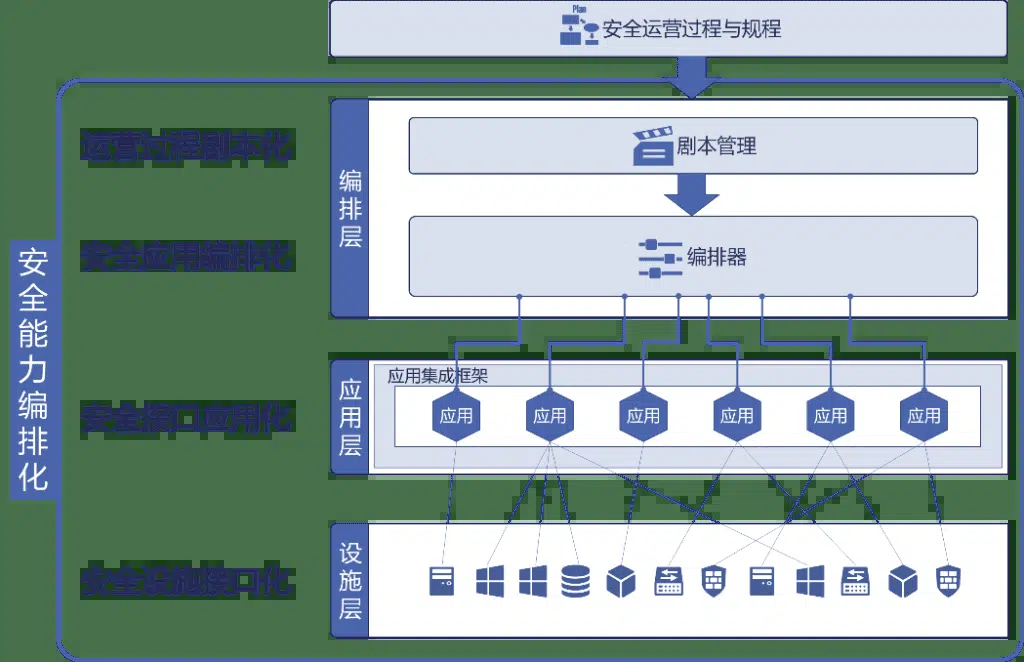 Plan
安全运营过程与规程
运营过程剧本化
编排层
剧本管理
安全应用编排化
编排器
安全能力编排化
安全接口应用化
应用层
应用集成框架
应用
应用
应用
应用
应用
应用
安全设施接口化
设施层